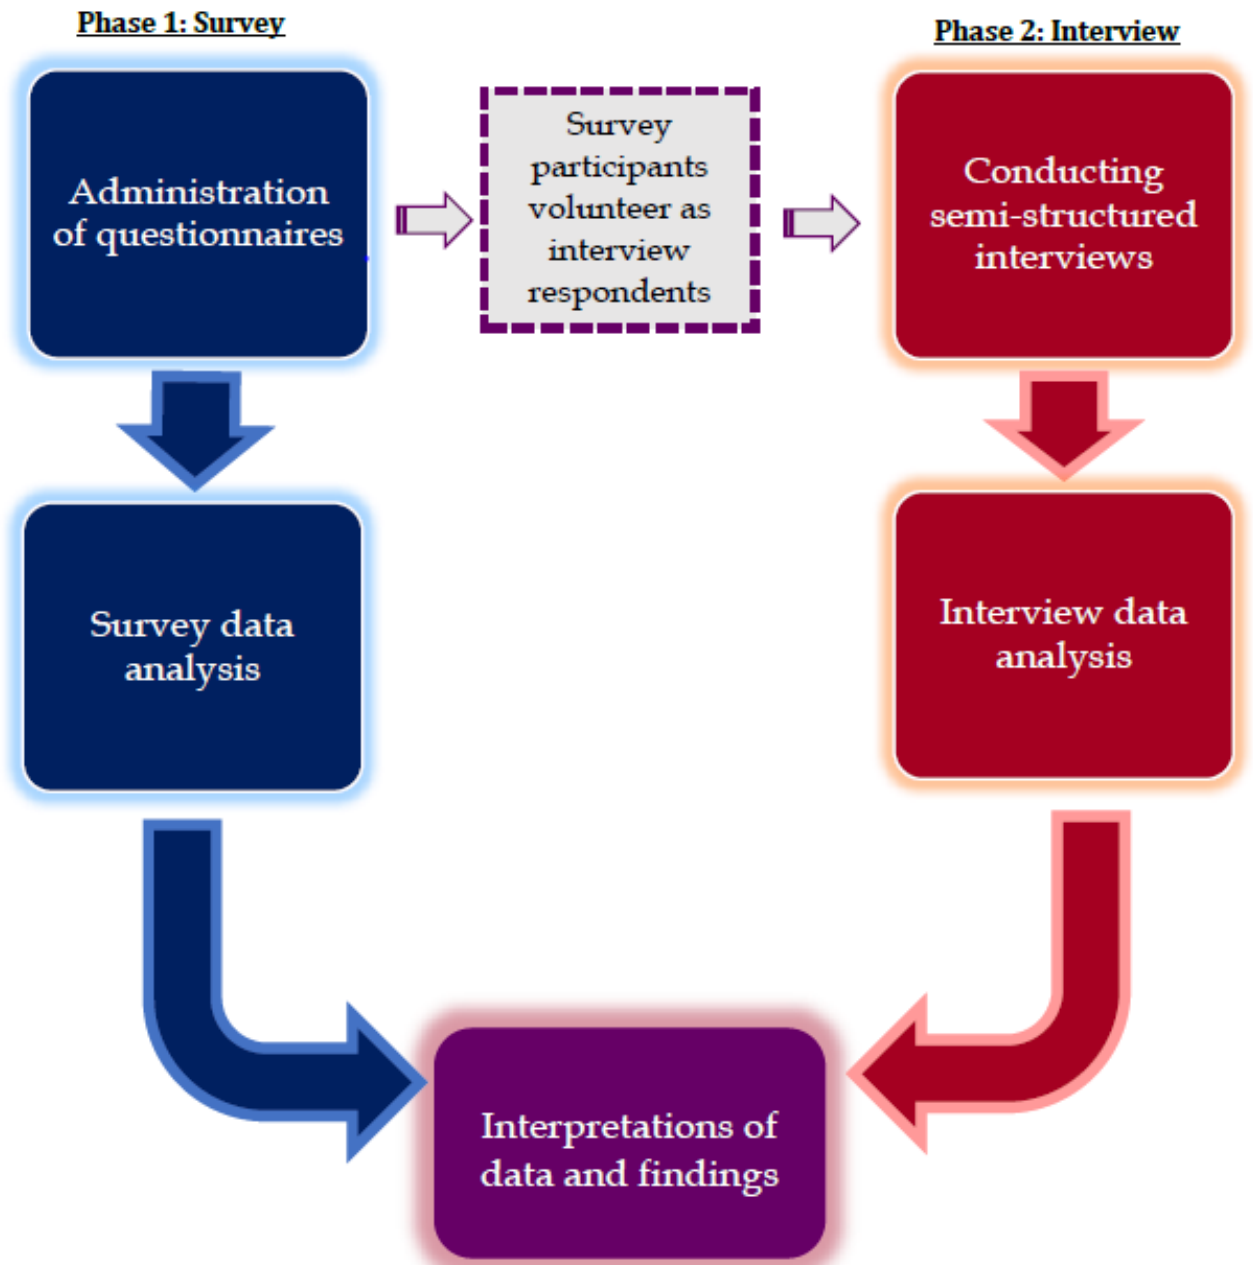 Phase 1: Survey
Phase 2: Interview
Administration
of questionnaires
Survey
participants
volunteer as
interview
respondents
Conducting
semi-structured
interviews
Survey data
analysis
Interview data
analysis
Interpretations of
data and findings